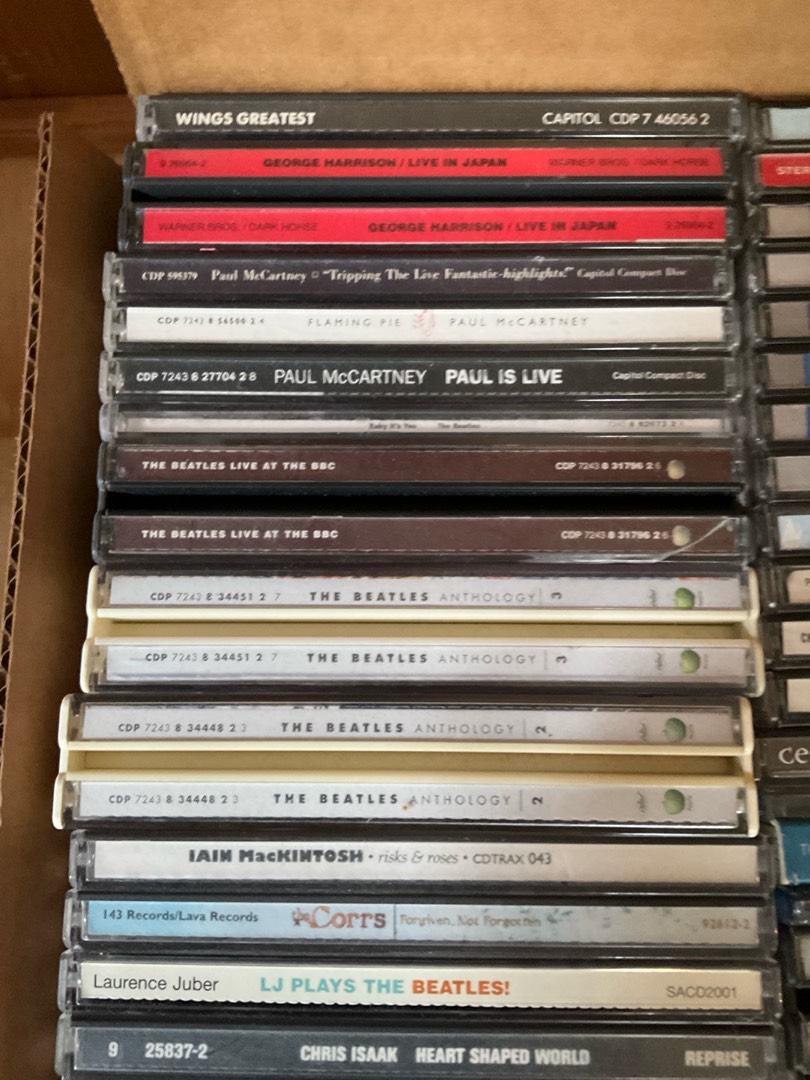 WINGS GREATEST CAPITOL CDP 7 46056 2
9 26964-2 GEORGE HARRISON / LIVE IN JAPAN WARNER BROS. / DARK HORSE
WARNER BROS. / DARK HORSE GEORGE HARRISON / LIVE IN JAPAN 9 26964-2
CDP 595379 Paul McCartney "Tripping The Live Fantastic-highlights!" Capitol Compact Disc
CDP 7243 8 56500 2 4 FLAMING PIE PAUL McCARTNEY
CDP 7243 8 27704 2 8 PAUL McCARTNEY PAUL IS LIVE Capitol Compact Disc
Baby It's You The Beatles
THE BEATLES LIVE AT THE BBC CDP 7243 8 31796 2 6
THE BEATLES LIVE AT THE BBC CDP 7243 8 31796 2 6
CDP 7243 8 34451 2 7 THE BEATLES ANTHOLOGY 3
CDP 7243 8 34451 2 7 THE BEATLES ANTHOLOGY 3
CDP 7243 8 34448 2 3 THE BEATLES ANTHOLOGY 2
CDP 7243 8 34448 2 3 THE BEATLES ANTHOLOGY 2
IAIN MacKINTOSH • risks & roses • CDTRAX 043
143 Records/Lava Records the Corrs Forgiven, Not Forgotten 92612-2
Laurence Juber LJ PLAYS THE BEATLES! SACD2001
9 25837-2 CHRIS ISAAK HEART SHAPED WORLD REPRISE